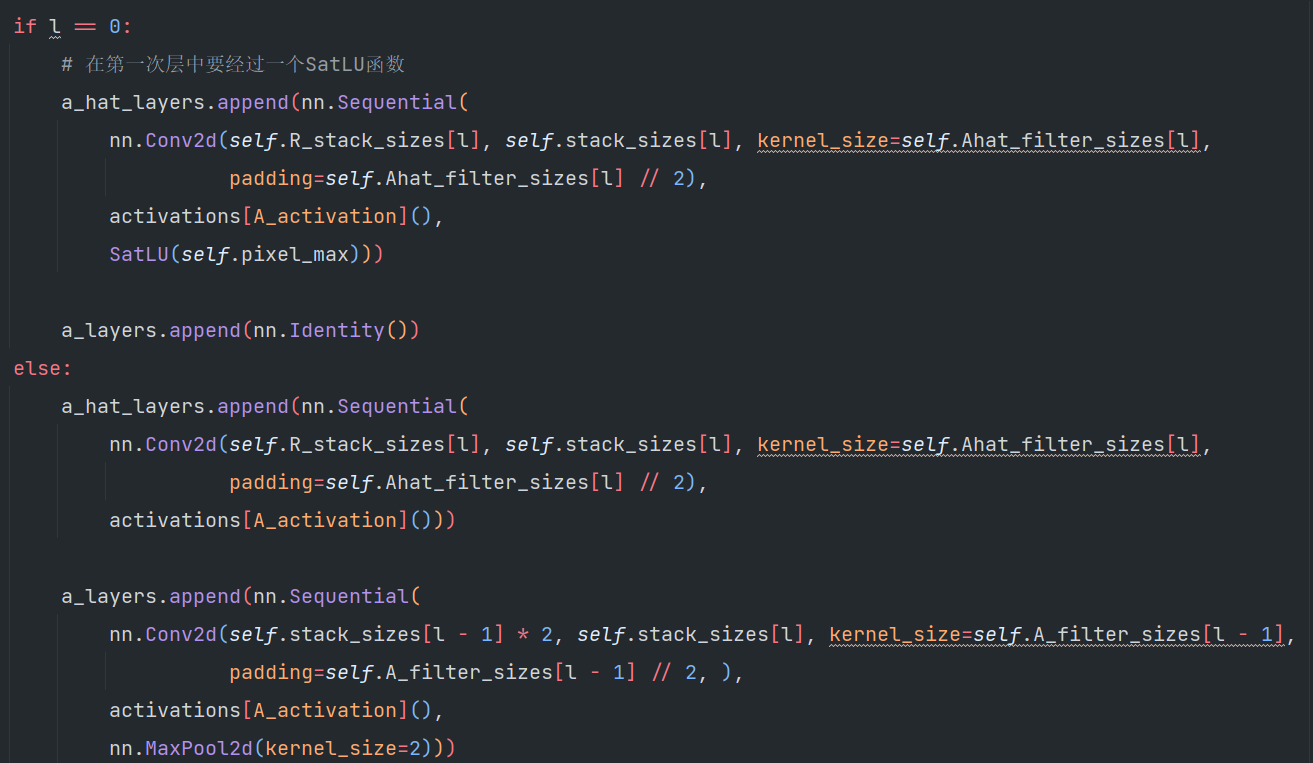 if l == 0:
# 在第一次层中要经过一个SatLU函数
a_hat_layers.append(nn.Sequential(
nn.Conv2d(self.R_stack_sizes[l], self.stack_sizes[l], kernel_size=self.Ahat_filter_sizes[l],
padding=self.Ahat_filter_sizes[l] // 2),
activations[A_activation](),
SatLU(self.pixel_max)))
a_layers.append(nn.Identity())
else:
a_hat_layers.append(nn.Sequential(
nn.Conv2d(self.R_stack_sizes[l], self.stack_sizes[l], kernel_size=self.Ahat_filter_sizes[l],
padding=self.Ahat_filter_sizes[l] // 2),
activations[A_activation]()))
a_layers.append(nn.Sequential(
nn.Conv2d(self.stack_sizes[l - 1] * 2, self.stack_sizes[l], kernel_size=self.A_filter_sizes[l - 1],
padding=self.A_filter_sizes[l - 1] // 2, ),
activations[A_activation](),
nn.MaxPool2d(kernel_size=2)))